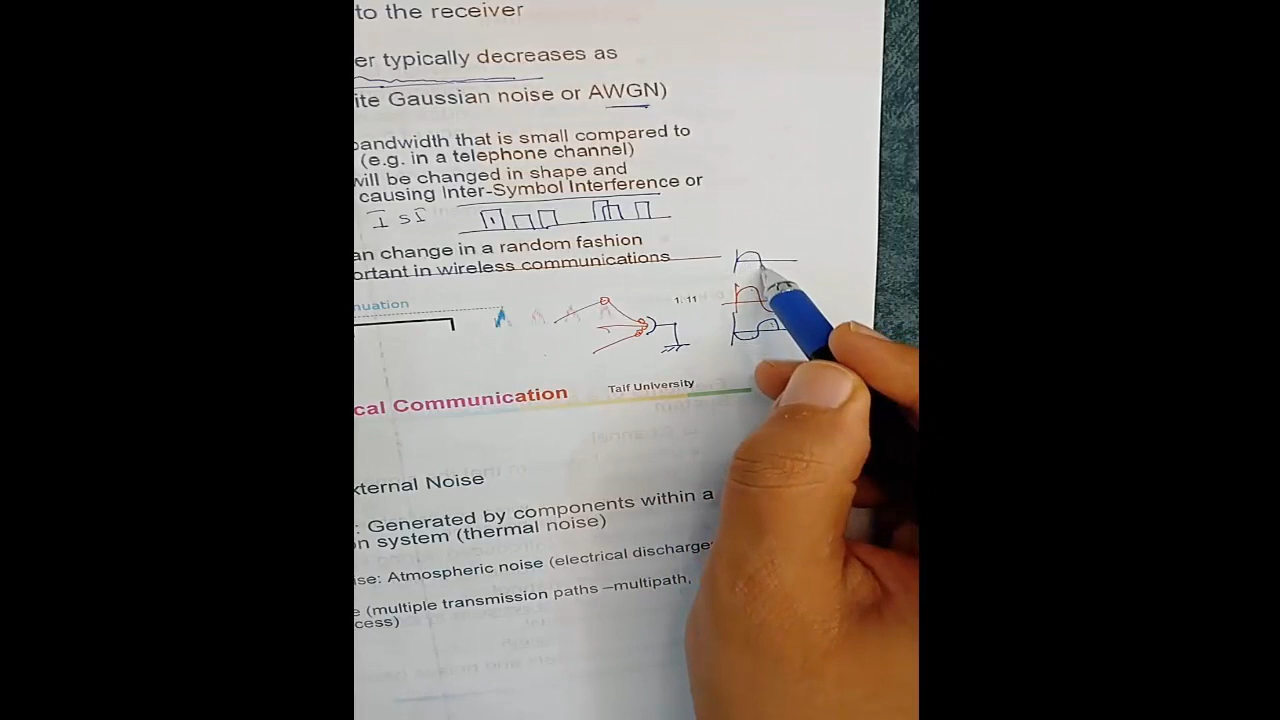 to the receiver
er typically decreases as
ite Gaussian noise or AWGN)
bandwidth that is small compared to
(e.g. in a telephone channel)
will be changed in shape and
causing Inter-Symbol Interference or
ISI
an change in a random fashion
ortant in wireless communications
nuation
1.11
cal Communication
Taif University
xternal Noise
: Generated by components within a
n system (thermal noise)
ise: Atmospheric noise (electrical discharge
e (multiple transmission paths –multipath,
cess)